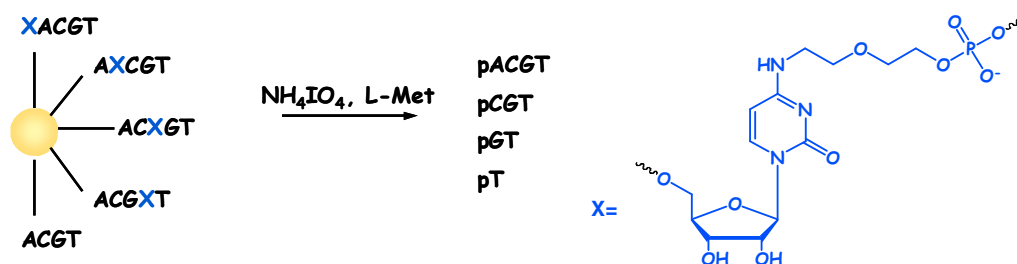 XACGT
AXCGT
ACXGT
ACGXT
ACGT
NH₄IO₄, L-Met
pACGT
pCGT
pGT
pT
X=
HN
O
O
O
P
O
O⁻
N
N
O
O
O
OH
OH